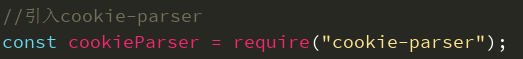 //引入cookie-parser
const cookieParser = require("cookie-parser");